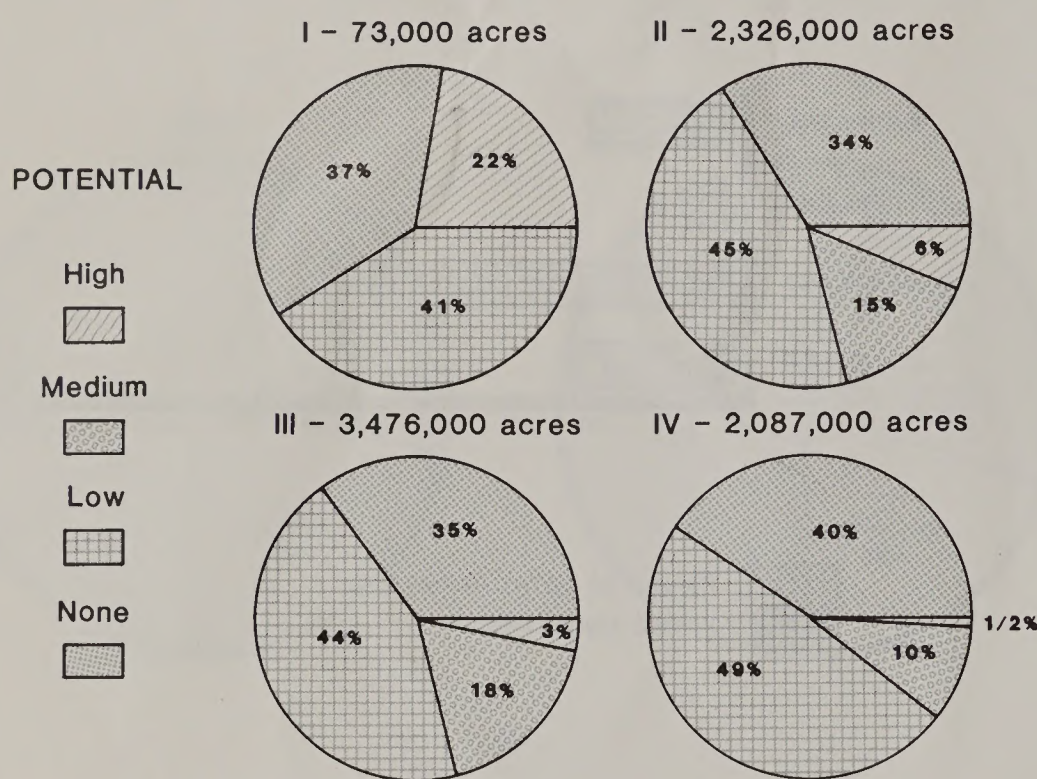 I - 73,000 acres
II - 2,326,000 acres
POTENTIAL
High
Medium
Low
None
37%
22%
41%
34%
45%
6%
15%
III - 3,476,000 acres
IV - 2,087,000 acres
35%
44%
3%
18%
40%
49%
1/2%
10%